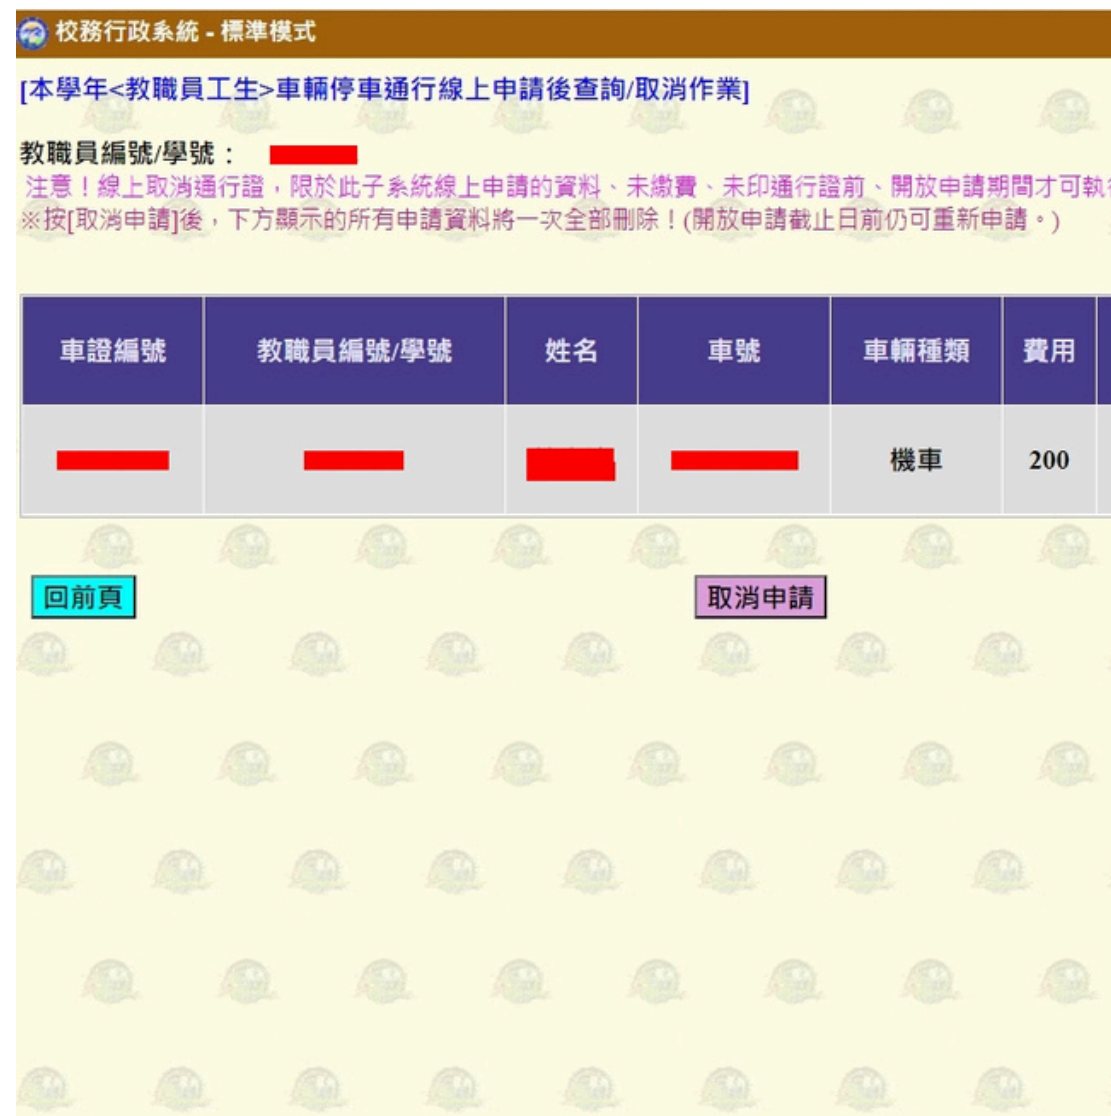 校務行政系統 - 標準模式
[本學年<教職員工生>車輛停車通行線上申請後查詢/取消作業]
教職員編號/學號：
注意！線上取消通行證，限於此子系統線上申請的資料、未繳費、未印通行證前、開放申請期間才可執
※按[取消申請]後，下方顯示的所有申請資料將一次全部刪除！(開放申請截止日前仍可重新申請。)
車證編號 教職員編號/學號 姓名 車號 車輛種類 費用
機車 200
回前頁 取消申請